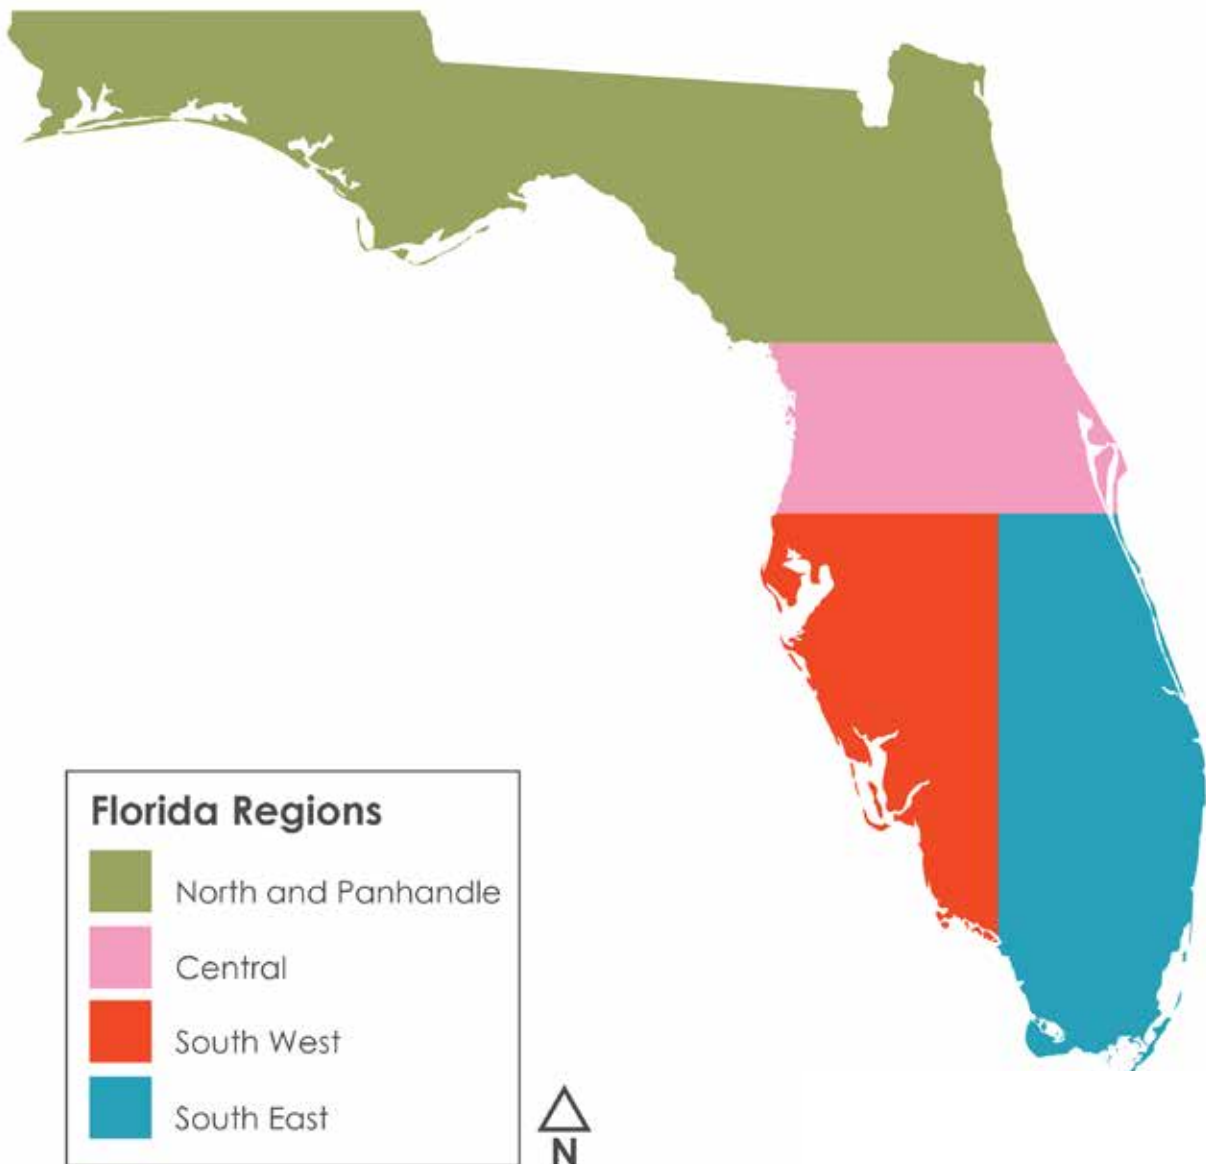 Florida Regions
North and Panhandle
Central
South West
South East
N